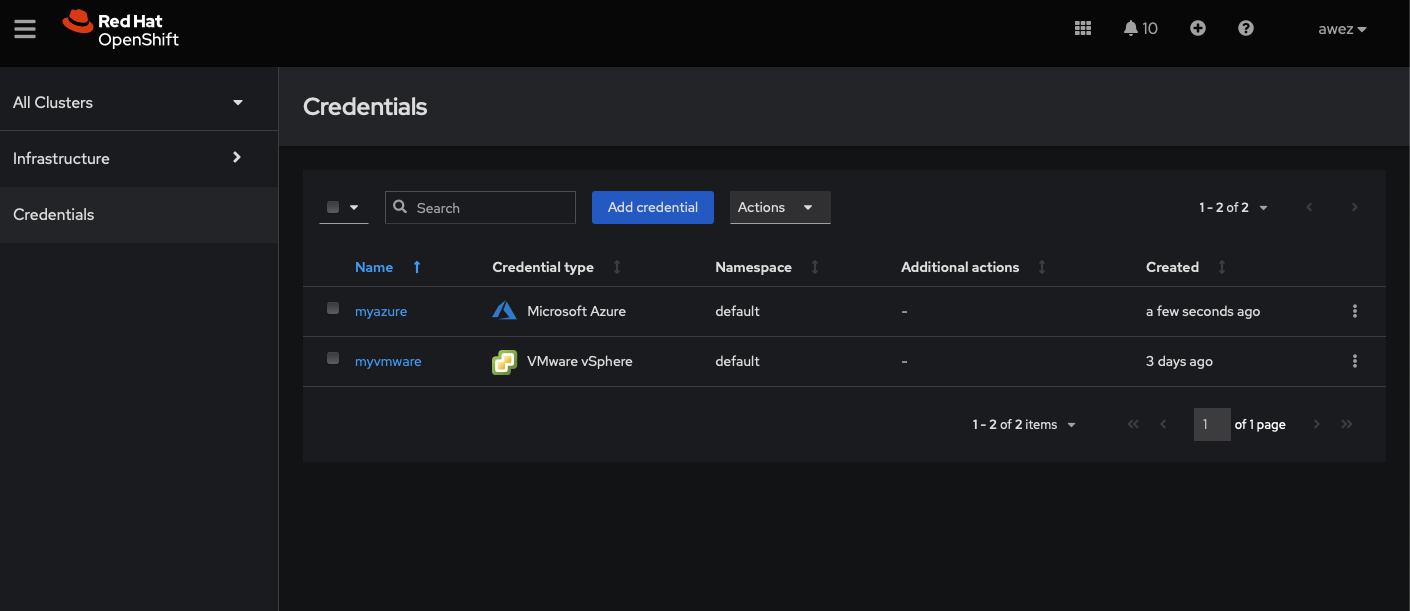 Red Hat
OpenShift
10
awez
All Clusters
Infrastructure
Credentials
Credentials
Search
Add credential
Actions
1 - 2 of 2
Name Credential type Namespace Additional actions Created
myazure Microsoft Azure default - a few seconds ago
myvmware VMware vSphere default - 3 days ago
1 - 2 of 2 items
1 of 1 page